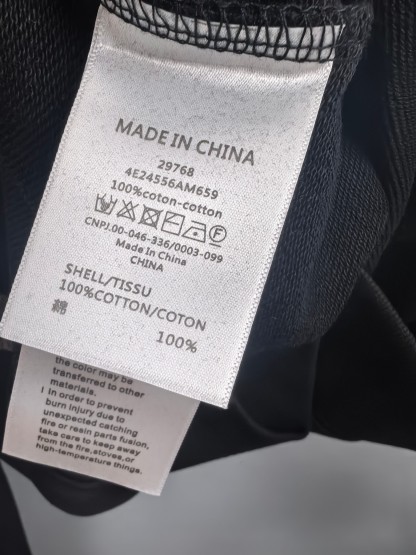 MADE IN CHINA
29768
4E24556AM659
100%coton-cotton
CNPJ.00-046-336/0003-099
Made In China
CHINA
SHELL/TISSU
100%COTTON/COTON
棉
100%
the color may be
transferred to other
materials.
! In order to prevent
burn injury due to
unexpected catching
fire or resin parts fusion,
take care to keep away
from the fire,stoves,or
high-temperature things.